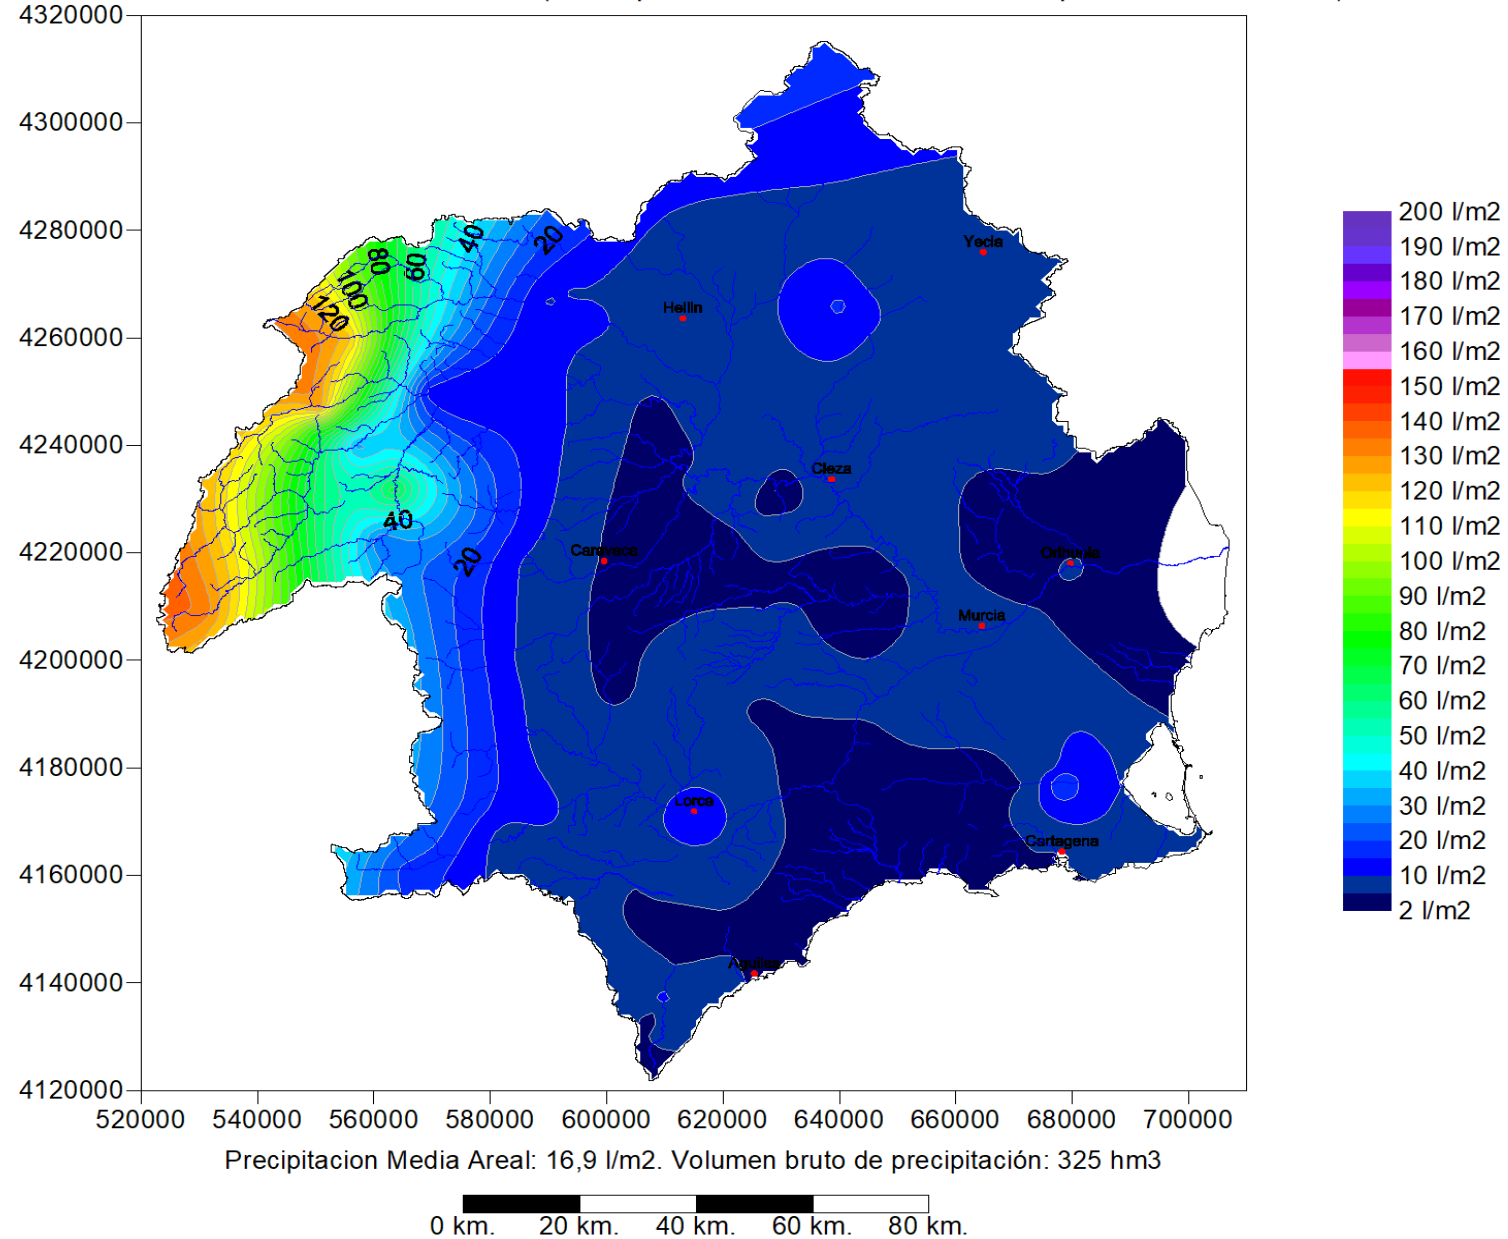 4320000
4300000
4280000
4260000
4240000
4220000
4200000
4180000
4160000
4140000
4120000
520000 540000 560000 580000 600000 620000 640000 660000 680000 700000
40
20
80
60
100
120
40
20
Yecla
Hellin
Cieza
Caravaca
Orihuela
Murcia
Lorca
Cartagena
Aguilas
200 l/m2
190 l/m2
180 l/m2
170 l/m2
160 l/m2
150 l/m2
140 l/m2
130 l/m2
120 l/m2
110 l/m2
100 l/m2
90 l/m2
80 l/m2
70 l/m2
60 l/m2
50 l/m2
40 l/m2
30 l/m2
20 l/m2
10 l/m2
2 l/m2
Precipitacion Media Areal: 16,9 l/m2. Volumen bruto de precipitación: 325 hm3
0 km. 20 km. 40 km. 60 km. 80 km.